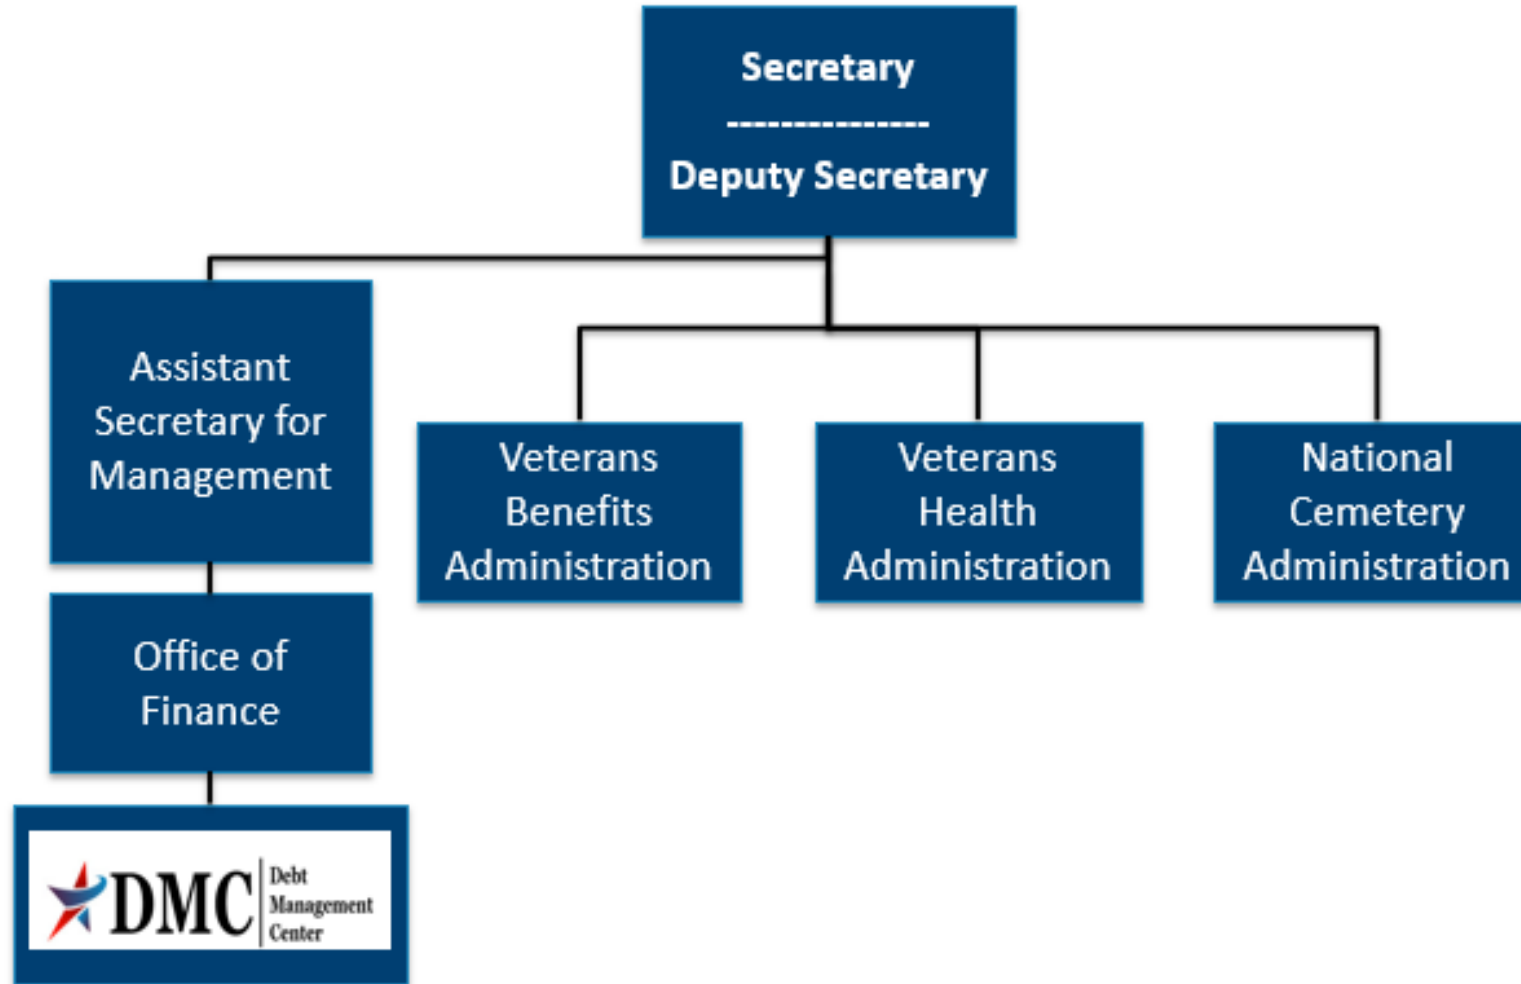 Secretary
---------------
Deputy Secretary
Assistant
Secretary for
Management
Veterans
Benefits
Administration
Veterans
Health
Administration
National
Cemetery
Administration
Office of
Finance
DMC
Debt
Management
Center